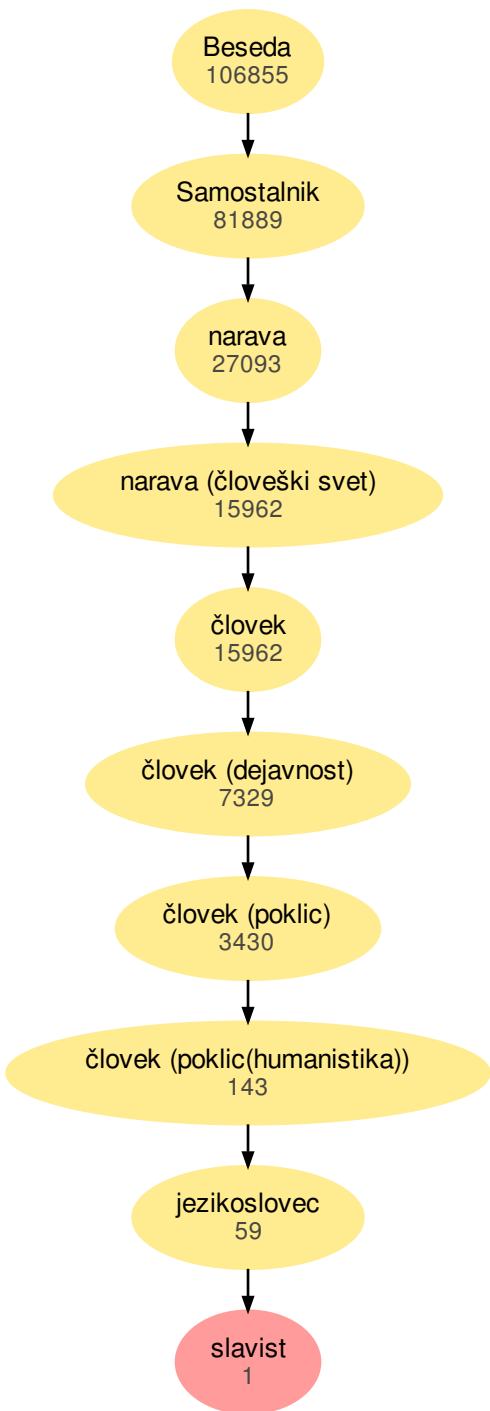 Beseda
106855
Samostalnik
81889
narava
27093
narava (človeški svet)
15962
človek
15962
človek (dejavnost)
7329
človek (poklic)
3430
človek (poklic(humanistika))
143
jezikoslovec
59
slavist
1